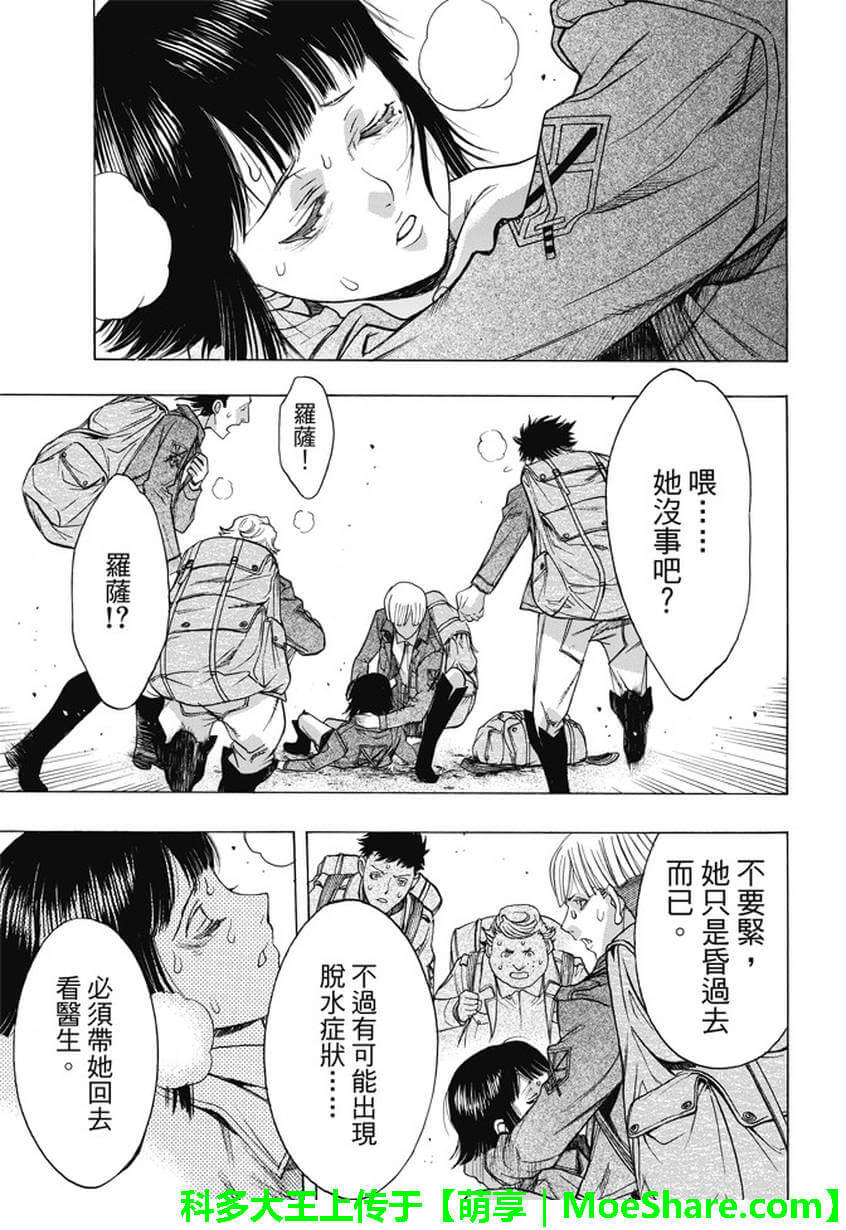 喂……
她沒事吧?
羅薩!
羅薩!?
不要緊，
她只是昏過去
而已。
不過有可能出現
脫水症狀……
必須帶她回去
看醫生。
科多大王上传于【萌享｜MoeShare.com】